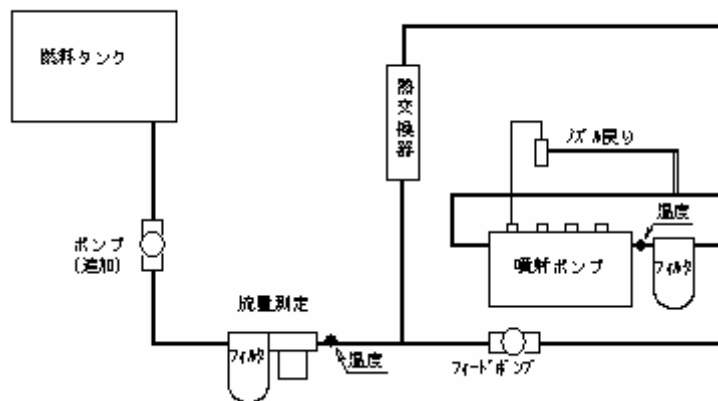 燃料タンク
熱交換器
ノズル戻り
温度
噴射ポンプ
フィルタ
ポンプ
(追加)
流量測定
フィルタ
温度
フィードポンプ